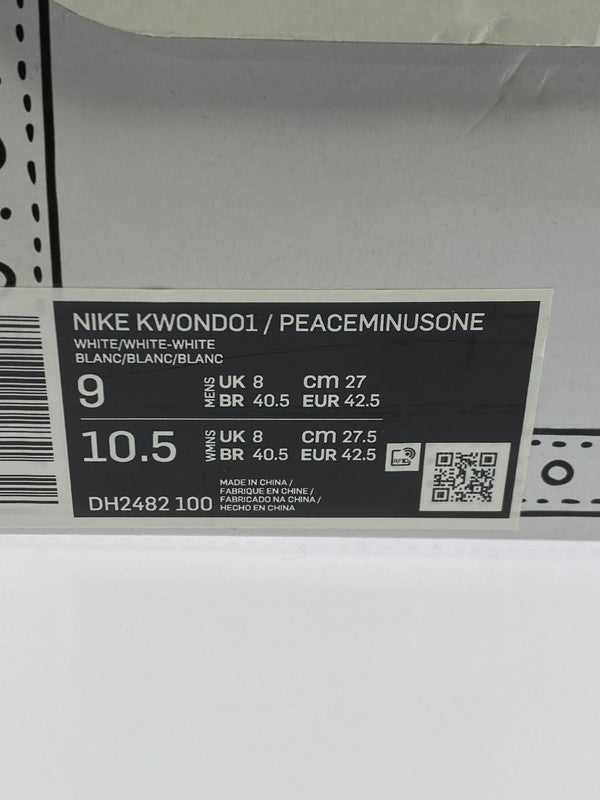 NIKE KWONDO1 / PEACEMINUSONE
WHITE/WHITE-WHITE
BLANC/BLANC/BLANC
9 MENS UK 8 cm 27
BR 40.5 EUR 42.5
10.5 WMNS UK 8 cm 27.5
BR 40.5 EUR 42.5
RFID
DH2482 100
MADE IN CHINA /
FABRIQUE EN CHINE /
FABRICADO NA CHINA /
HECHO EN CHINA